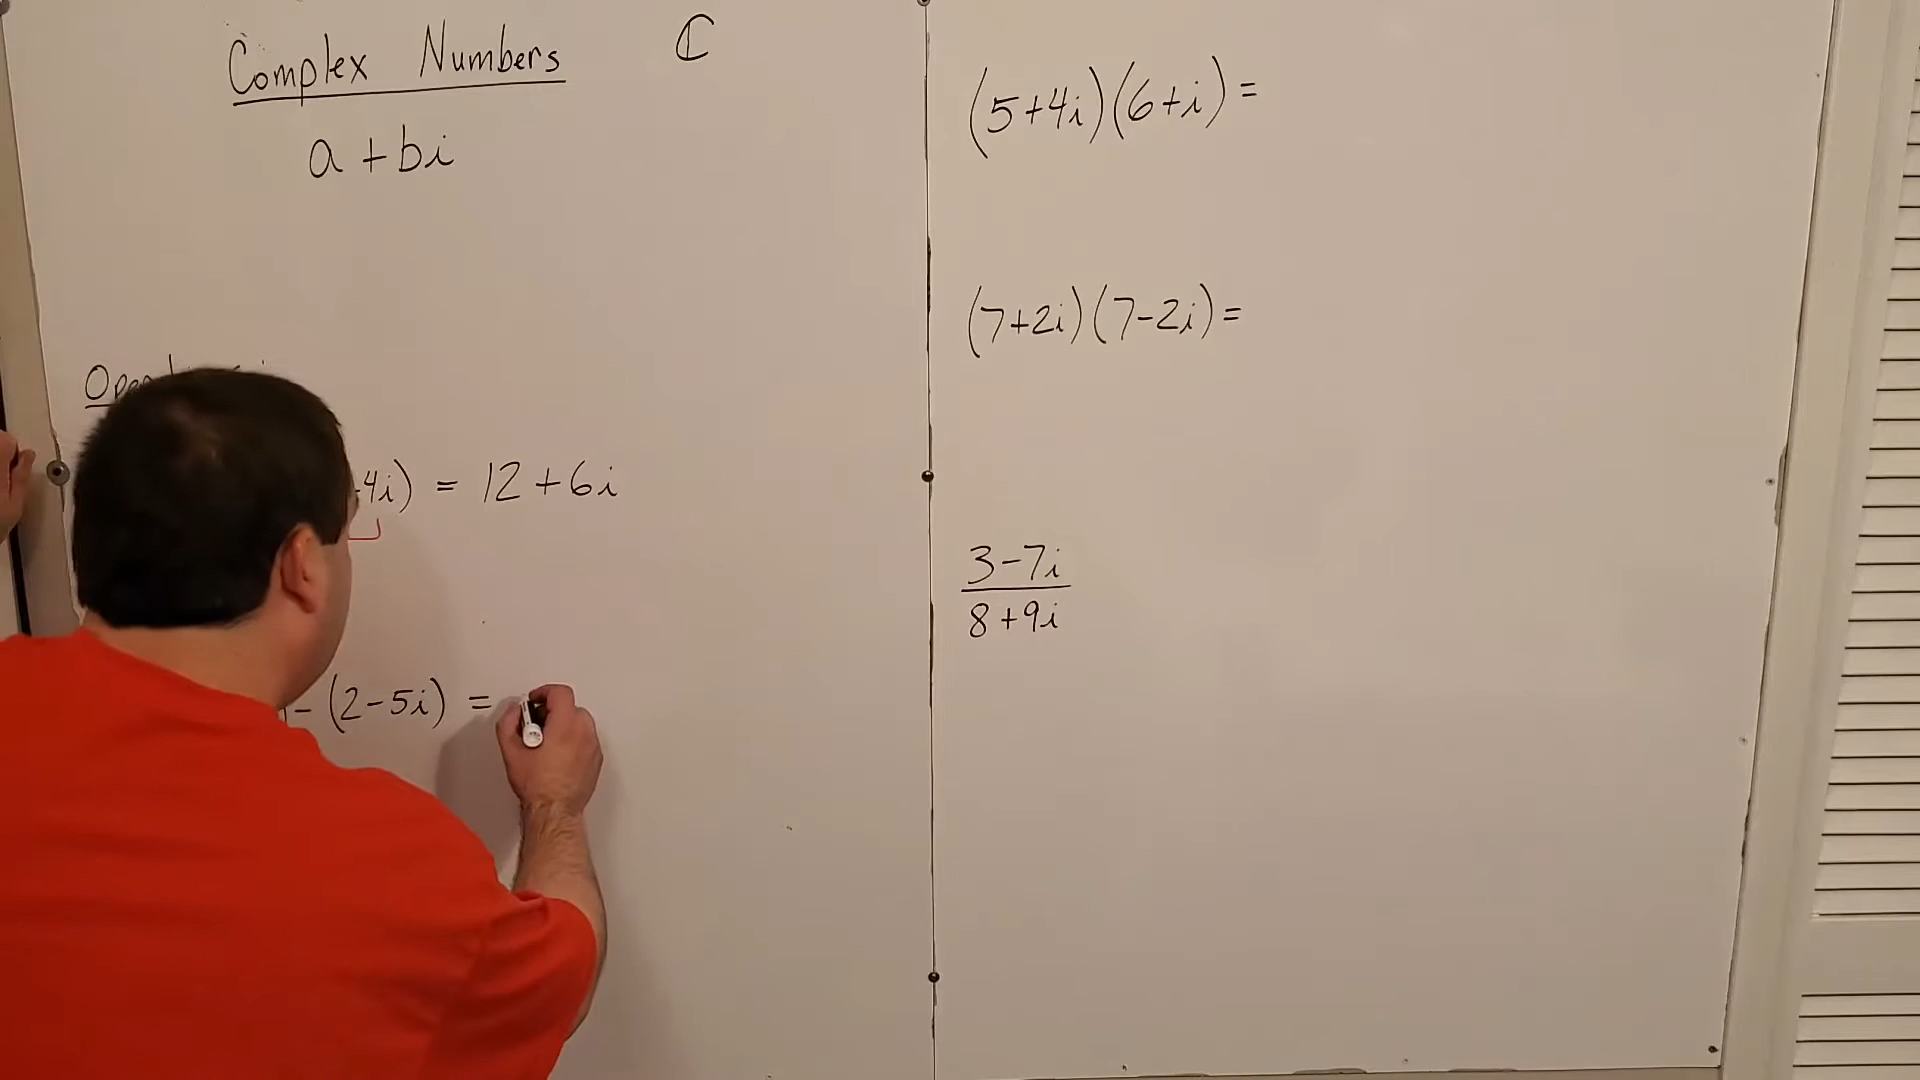 Complex Numbers ℂ
a + bi
4i) = 12 + 6i
- (2 - 5i) =
(5 + 4i)(6 + i) =
(7 + 2i)(7 - 2i) =
3 - 7i
8 + 9i